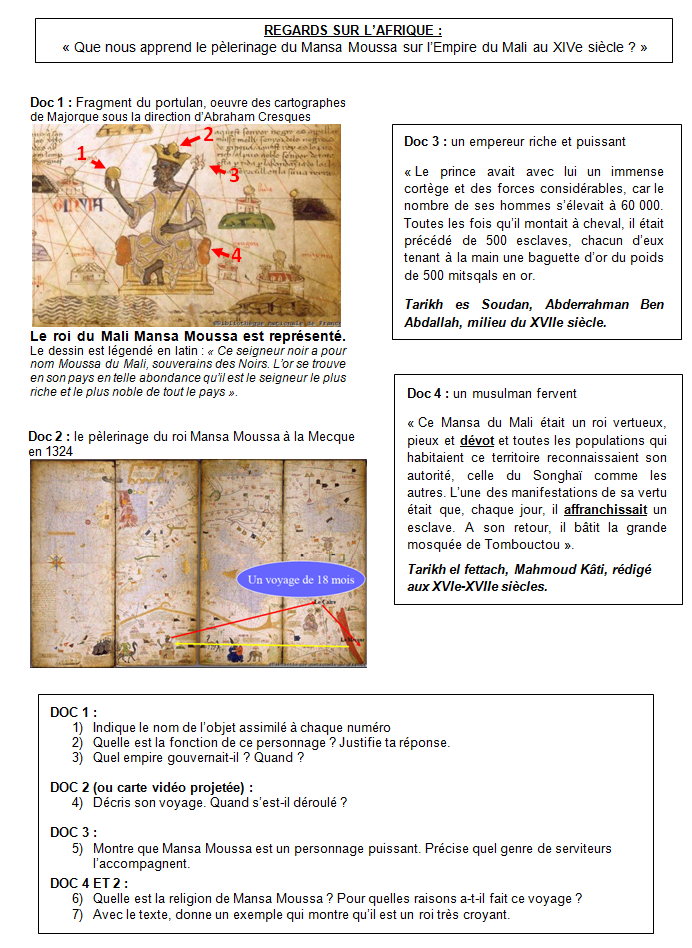 REGARDS SUR L’AFRIQUE :
« Que nous apprend le pèlerinage du Mansa Moussa sur l’Empire du Mali au XIVe siècle ? »
Doc 1 : Fragment du portulan, oeuvre des cartographes
de Majorque sous la direction d’Abraham Cresques
1
2
3
4
Bibliothèque nationale de France
Le roi du Mali Mansa Moussa est représenté.
Le dessin est légendé en latin : « Ce seigneur noir a pour
nom Moussa du Mali, souverains des Noirs. L’or se trouve
en son pays en telle abondance qu’il est le seigneur le plus
riche et le plus noble de tout le pays ».
Doc 2 : le pèlerinage du roi Mansa Moussa à la Mecque
en 1324
Un voyage de 18 mois
Le Caire
La Mecque
Doc 3 : un empereur riche et puissant
« Le prince avait avec lui un immense
cortège et des forces considérables, car le
nombre de ses hommes s’élevait à 60 000.
Toutes les fois qu’il montait à cheval, il était
précédé de 500 esclaves, chacun d’eux
tenant à la main une baguette d’or du poids
de 500 mitsqals en or.
Tarikh es Soudan, Abderrahman Ben
Abdallah, milieu du XVIIe siècle.
Doc 4 : un musulman fervent
« Ce Mansa du Mali était un roi vertueux,
pieux et dévot et toutes les populations qui
habitaient ce territoire reconnaissaient son
autorité, celle du Songhaï comme les
autres. L’une des manifestations de sa vertu
était que, chaque jour, il affranchissait un
esclave. A son retour, il bâtit la grande
mosquée de Tombouctou ».
Tarikh el fettach, Mahmoud Kâti, rédigé
aux XVIe-XVIIe siècles.
DOC 1 :
1) Indique le nom de l’objet assimilé à chaque numéro
2) Quelle est la fonction de ce personnage ? Justifie ta réponse.
3) Quel empire gouvernait-il ? Quand ?
DOC 2 (ou carte vidéo projetée) :
4) Décris son voyage. Quand s’est-il déroulé ?
DOC 3 :
5) Montre que Mansa Moussa est un personnage puissant. Précise quel genre de serviteurs
l’accompagnent.
DOC 4 ET 2 :
6) Quelle est la religion de Mansa Moussa ? Pour quelles raisons a-t-il fait ce voyage ?
7) Avec le texte, donne un exemple qui montre qu’il est un roi très croyant.